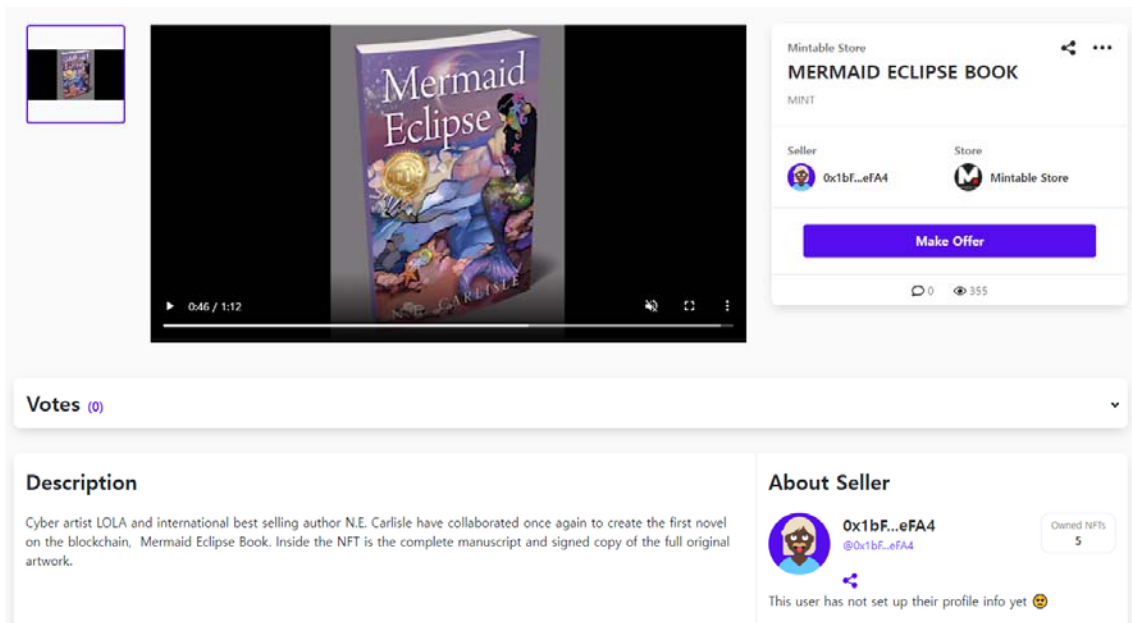 Mermaid
Eclipse
N.E. CARLISLE
0:46 / 1:12
Mintable Store
MERMAID ECLIPSE BOOK
MINT
Seller
Store
0x1bF...eFA4
Mintable Store
Make Offer
0
355
Votes (0)
Description
Cyber artist LOLA and international best selling author N.E. Carlisle have collaborated once again to create the first novel
on the blockchain, Mermaid Eclipse Book. Inside the NFT is the complete manuscript and signed copy of the full original
artwork.
About Seller
0x1bF...eFA4
@0x1bF...eFA4
Owned NFTs
5
This user has not set up their profile info yet